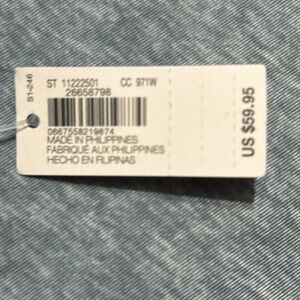 S1-246
ST 11222501 CC 971W
26658798
0667558219874
MADE IN PHILIPPINES
FABRIQUÉ AUX PHILIPPINES
HECHO EN FILIPINAS
US $59.95